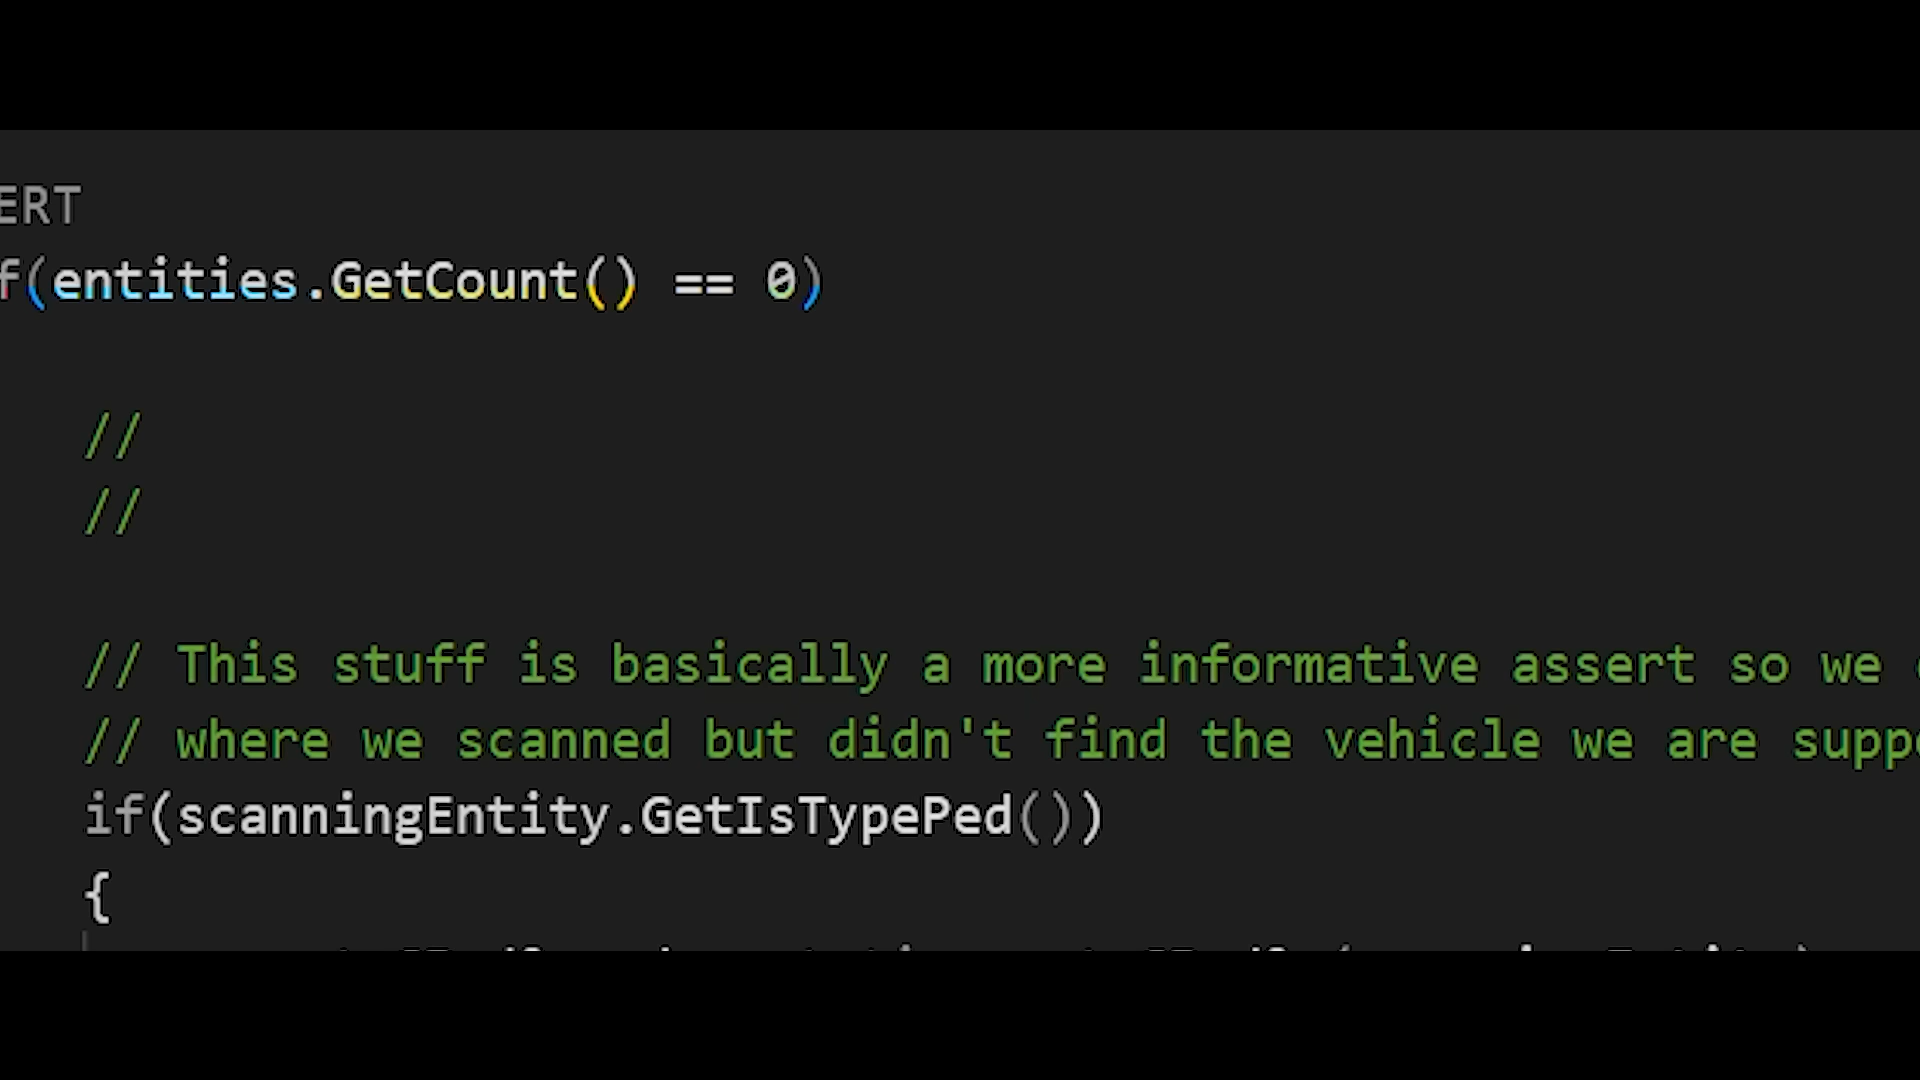 ERT
f(entities.GetCount() == 0)
//
//
// This stuff is basically a more informative assert so we
// where we scanned but didn't find the vehicle we are supp
if(scanningEntity.GetIsTypePed())
{